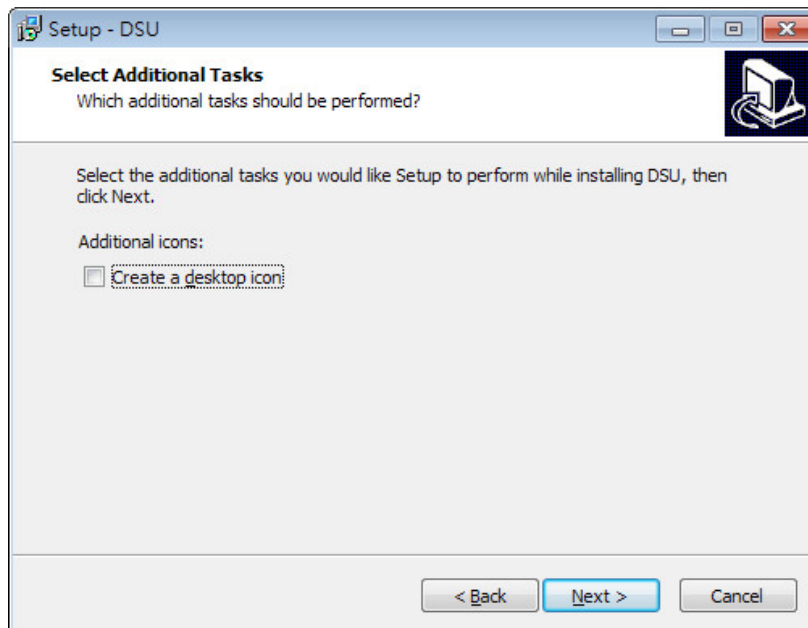 Setup - DSU
Select Additional Tasks
Which additional tasks should be performed?
Select the additional tasks you would like Setup to perform while installing DSU, then
click Next.
Additional icons:
Create a desktop icon
< Back
Next >
Cancel